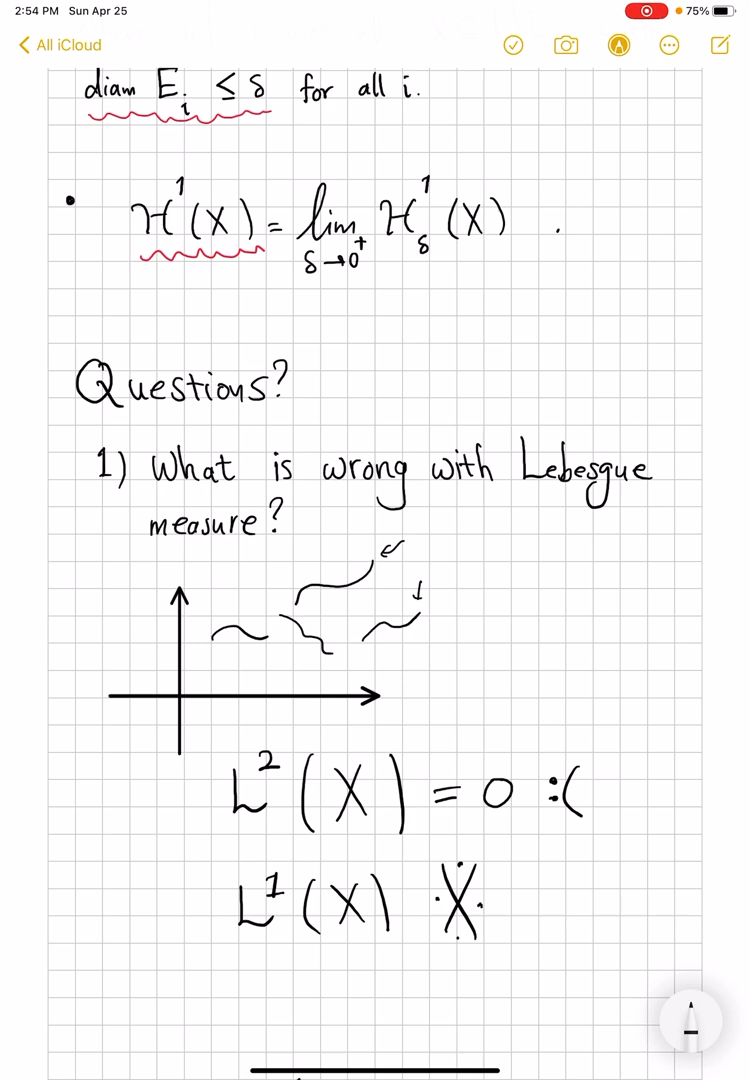 2:54 PM Sun Apr 25 75%
All iCloud
diam E_i ≤ δ for all i.
• H^1(X) = lim_{δ→0^+} H^1_δ(X) .
Questions?
1) What is wrong with Lebesgue
measure?
L^2(X) = 0 :(
L^1(X) X